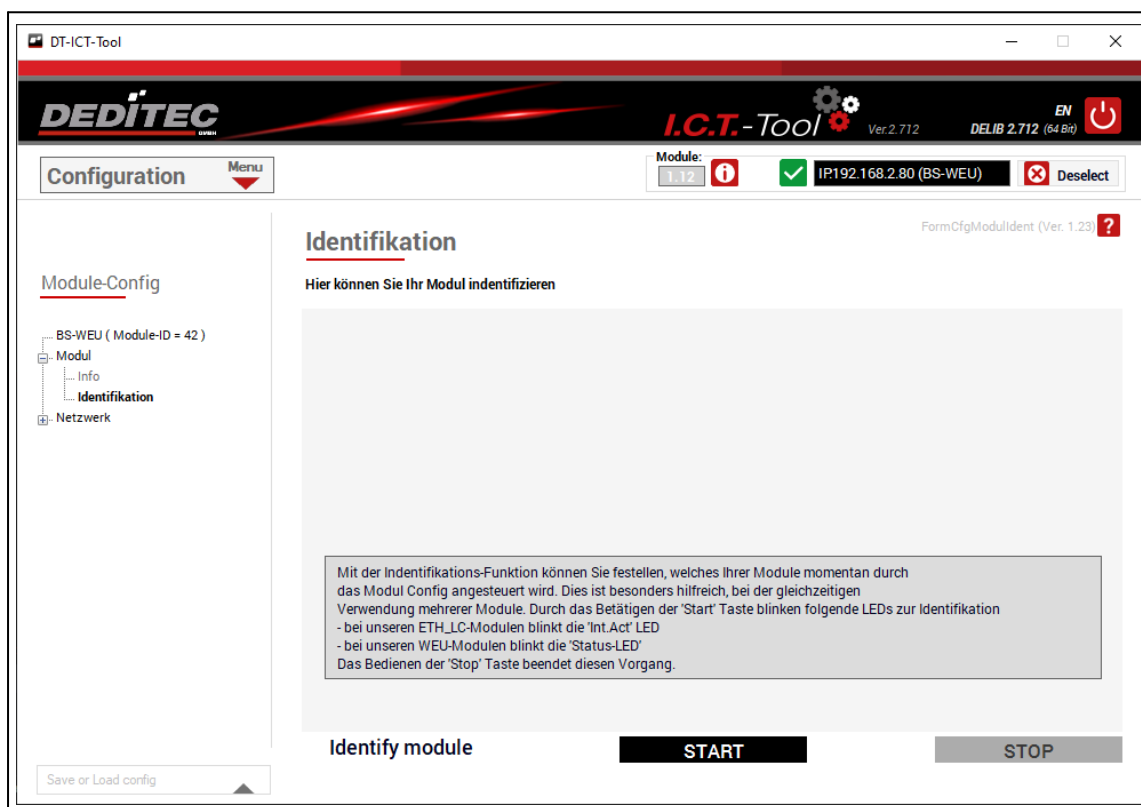 DT-ICT-Tool
DEDITEC
GMBH
I.C.T.-Tool
Ver.2.712
EN
DELIB 2.712 (64 Bit)
Configuration
Menu
Module:
1.12
IP.192.168.2.80 (BS-WEU)
Deselect
FormCfgModulIdent (Ver. 1.23)
?
Identifikation
Module-Config
Hier können Sie Ihr Modul indentifizieren
BS-WEU ( Module-ID = 42 )
Modul
Info
Identifikation
Netzwerk
Mit der Indentifikations-Funktion können Sie festellen, welches Ihrer Module momentan durch
das Modul Config angesteuert wird. Dies ist besonders hilfreich, bei der gleichzeitigen
Verwendung mehrerer Module. Durch das Betätigen der 'Start' Taste blinken folgende LEDs zur Identifikation
- bei unseren ETH_LC-Modulen blinkt die 'Int.Act' LED
- bei unseren WEU-Modulen blinkt die 'Status-LED'
Das Bedienen der 'Stop' Taste beendet diesen Vorgang.
Identify module
START
STOP
Save or Load config